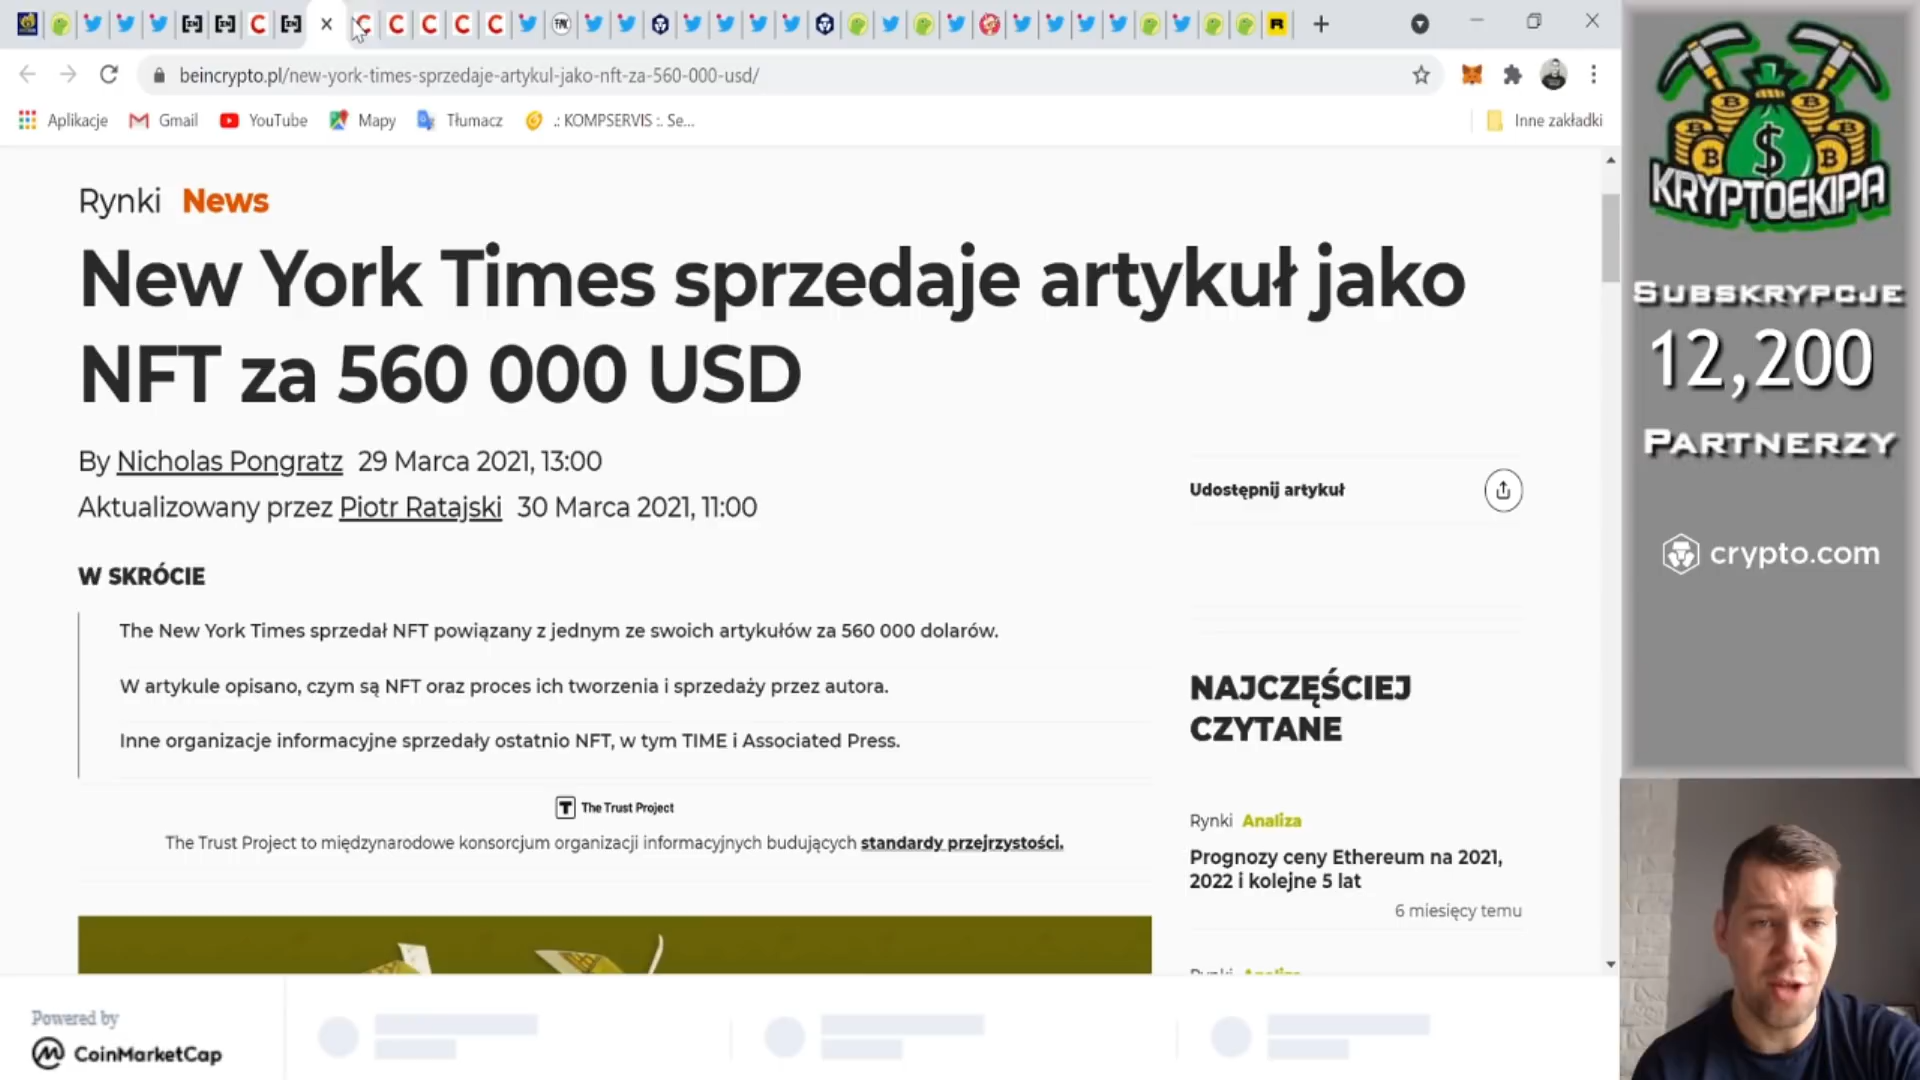 beincrypto.pl/new-york-times-sprzedaje-artykul-jako-nft-za-560-000-usd/
Aplikacje
Gmail
YouTube
Mapy
Tłumacz
.: KOMPSERVIS :. Se...
Inne zakładki
Rynki News
New York Times sprzedaje artykuł jako
NFT za 560 000 USD
By Nicholas Pongratz 29 Marca 2021, 13:00
Aktualizowany przez Piotr Ratajski 30 Marca 2021, 11:00
Udostępnij artykuł
W SKRÓCIE
The New York Times sprzedał NFT powiązany z jednym ze swoich artykułów za 560 000 dolarów.
W artykule opisano, czym są NFT oraz proces ich tworzenia i sprzedaży przez autora.
Inne organizacje informacyjne sprzedały ostatnio NFT, w tym TIME i Associated Press.
The Trust Project
The Trust Project to międzynarodowe konsorcjum organizacji informacyjnych budujących standardy przejrzystości.
NAJCZĘŚCIEJ
CZYTANE
Rynki Analiza
Prognozy ceny Ethereum na 2021,
2022 i kolejne 5 lat
6 miesięcy temu
Rynki Analiza
Powered by
CoinMarketCap
KRYPTOEKIPA
SUBSKRYPCJE
12,200
PARTNERZY
crypto.com